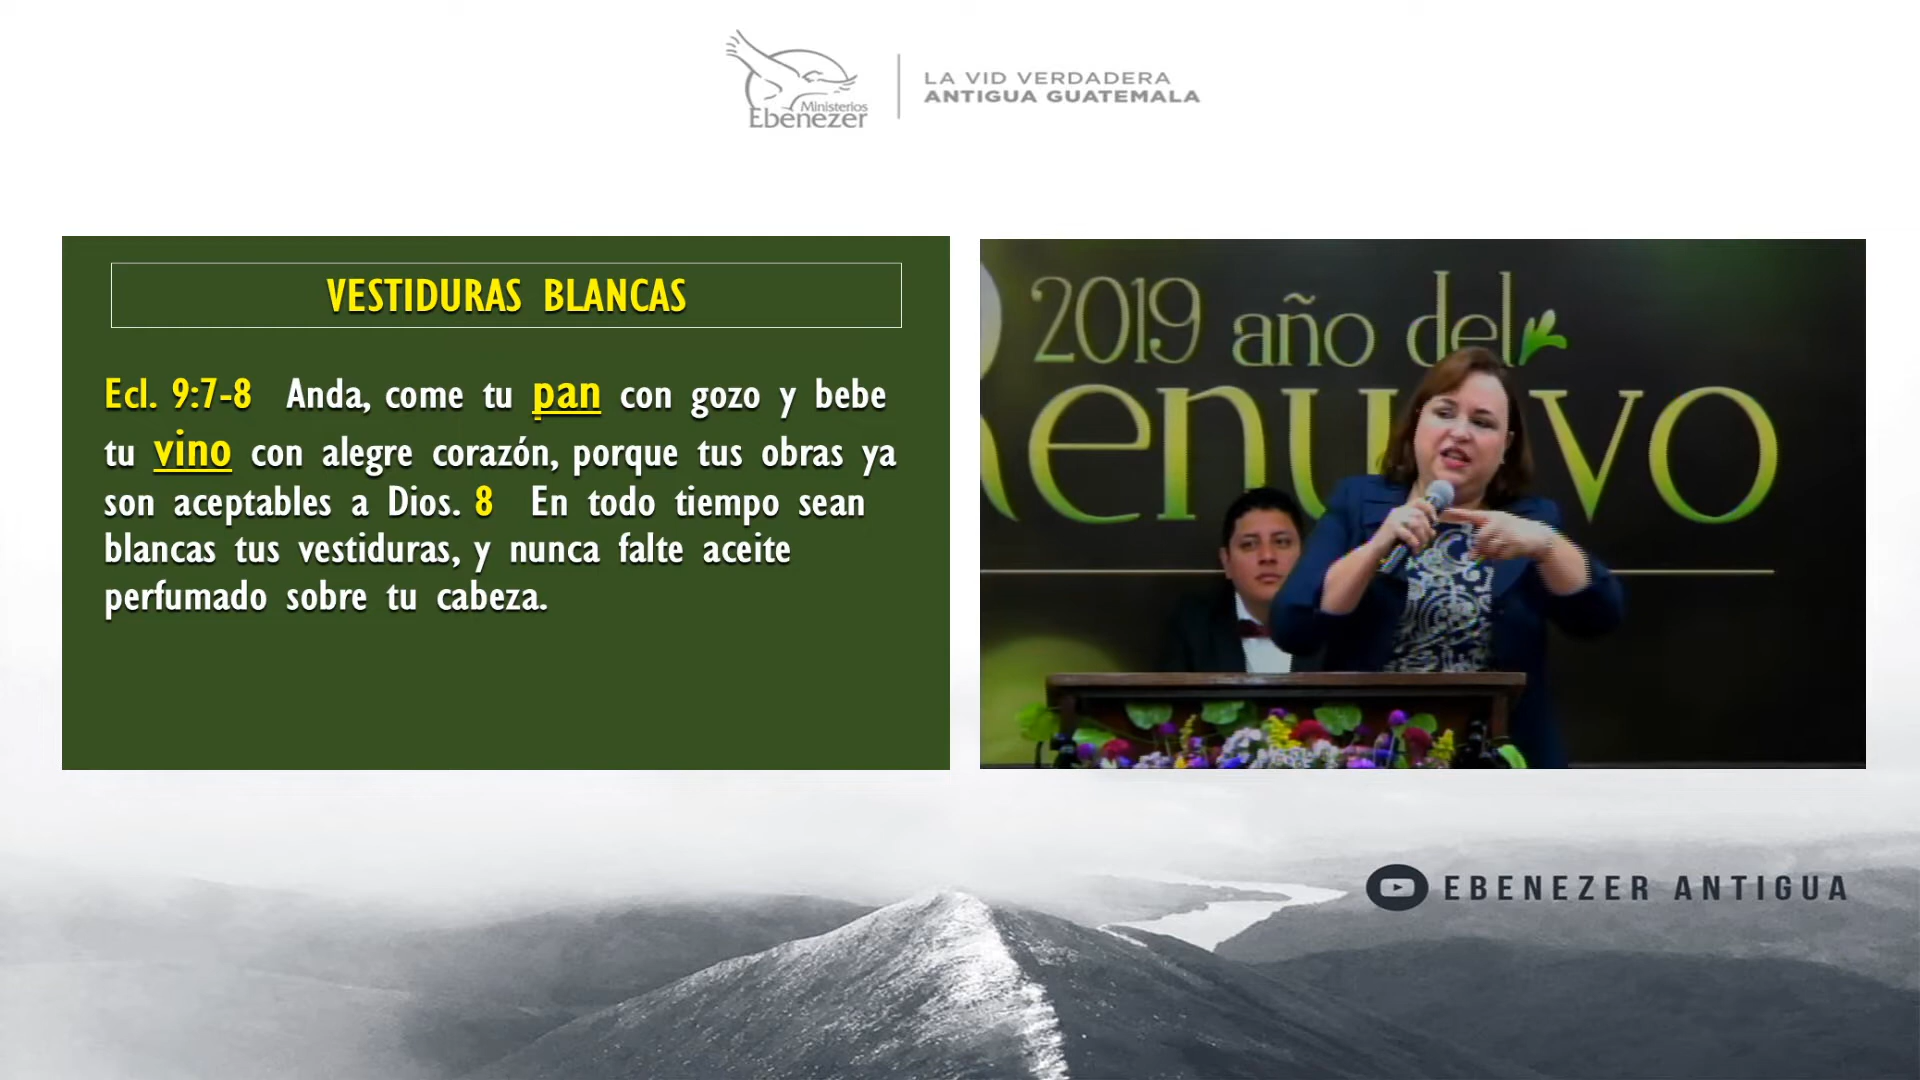 Ministerios
Ebenezer
LA VID VERDADERA
ANTIGUA GUATEMALA
VESTIDURAS BLANCAS
Ecl. 9:7-8 Anda, come tu pan con gozo y bebe
tu vino con alegre corazón, porque tus obras ya
son aceptables a Dios. 8 En todo tiempo sean
blancas tus vestiduras, y nunca falte aceite
perfumado sobre tu cabeza.
2019 año del
Renuevo
EBENEZER ANTIGUA